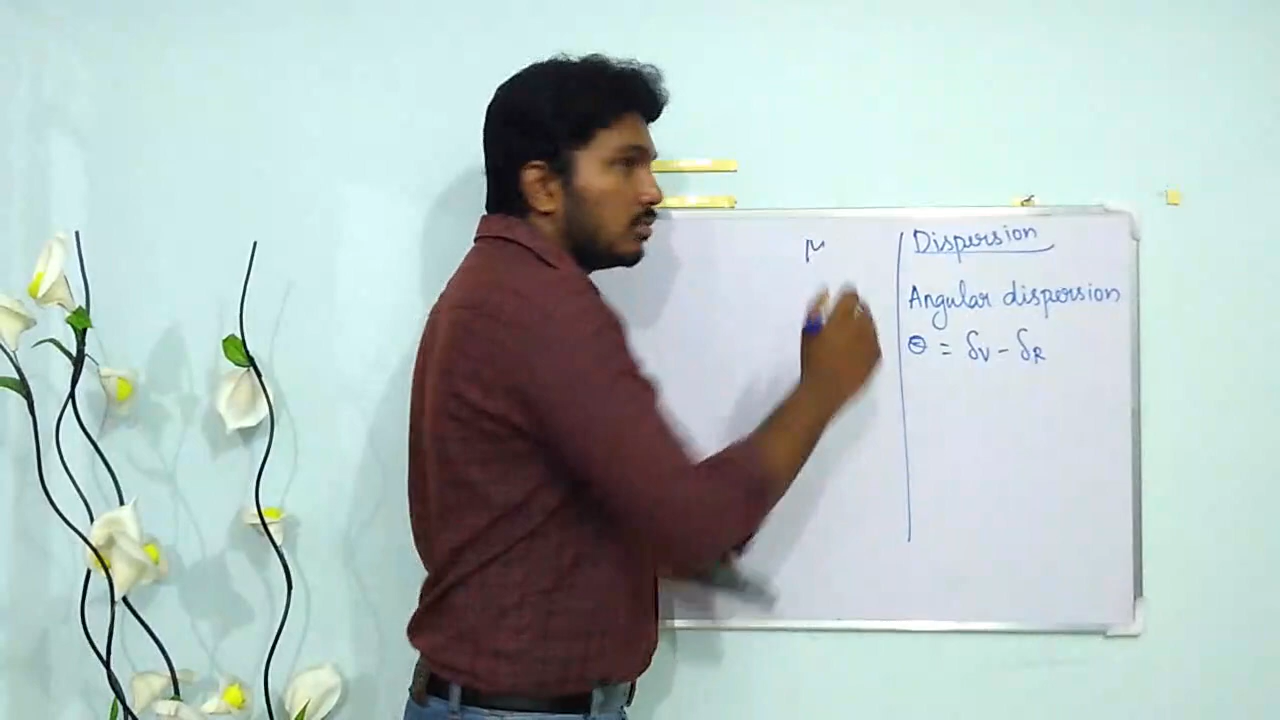 μ
Dispersion
Angular dispersion
θ = δv - δR